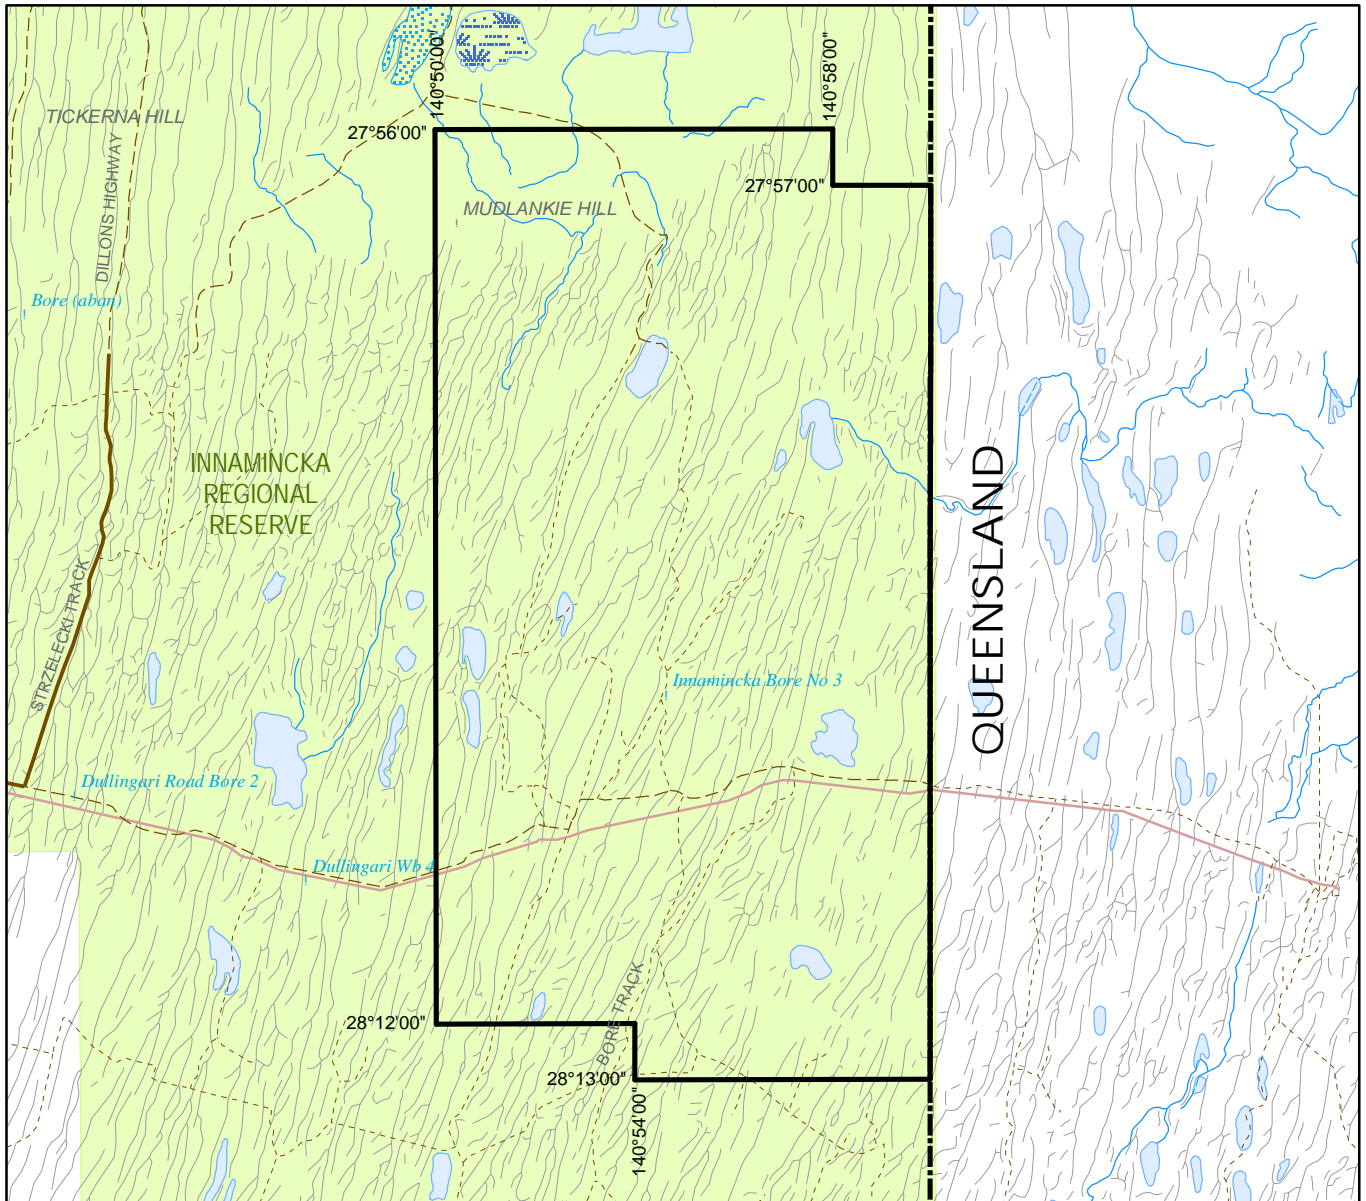 140°50'00"
140°58'00"
TICKERNA HILL
27°56'00"
DILLONS HIGHWAY
27°57'00"
MUDLANKIE HILL
Bore (aban)
INNAMINCKA
REGIONAL
RESERVE
QUEENSLAND
STRZELECKI TRACK
Innamincka Bore No 3
Dullingari Road Bore 2
Dullingari Wb 4
BORE TRACK
28°12'00"
28°13'00"
140°54'00"